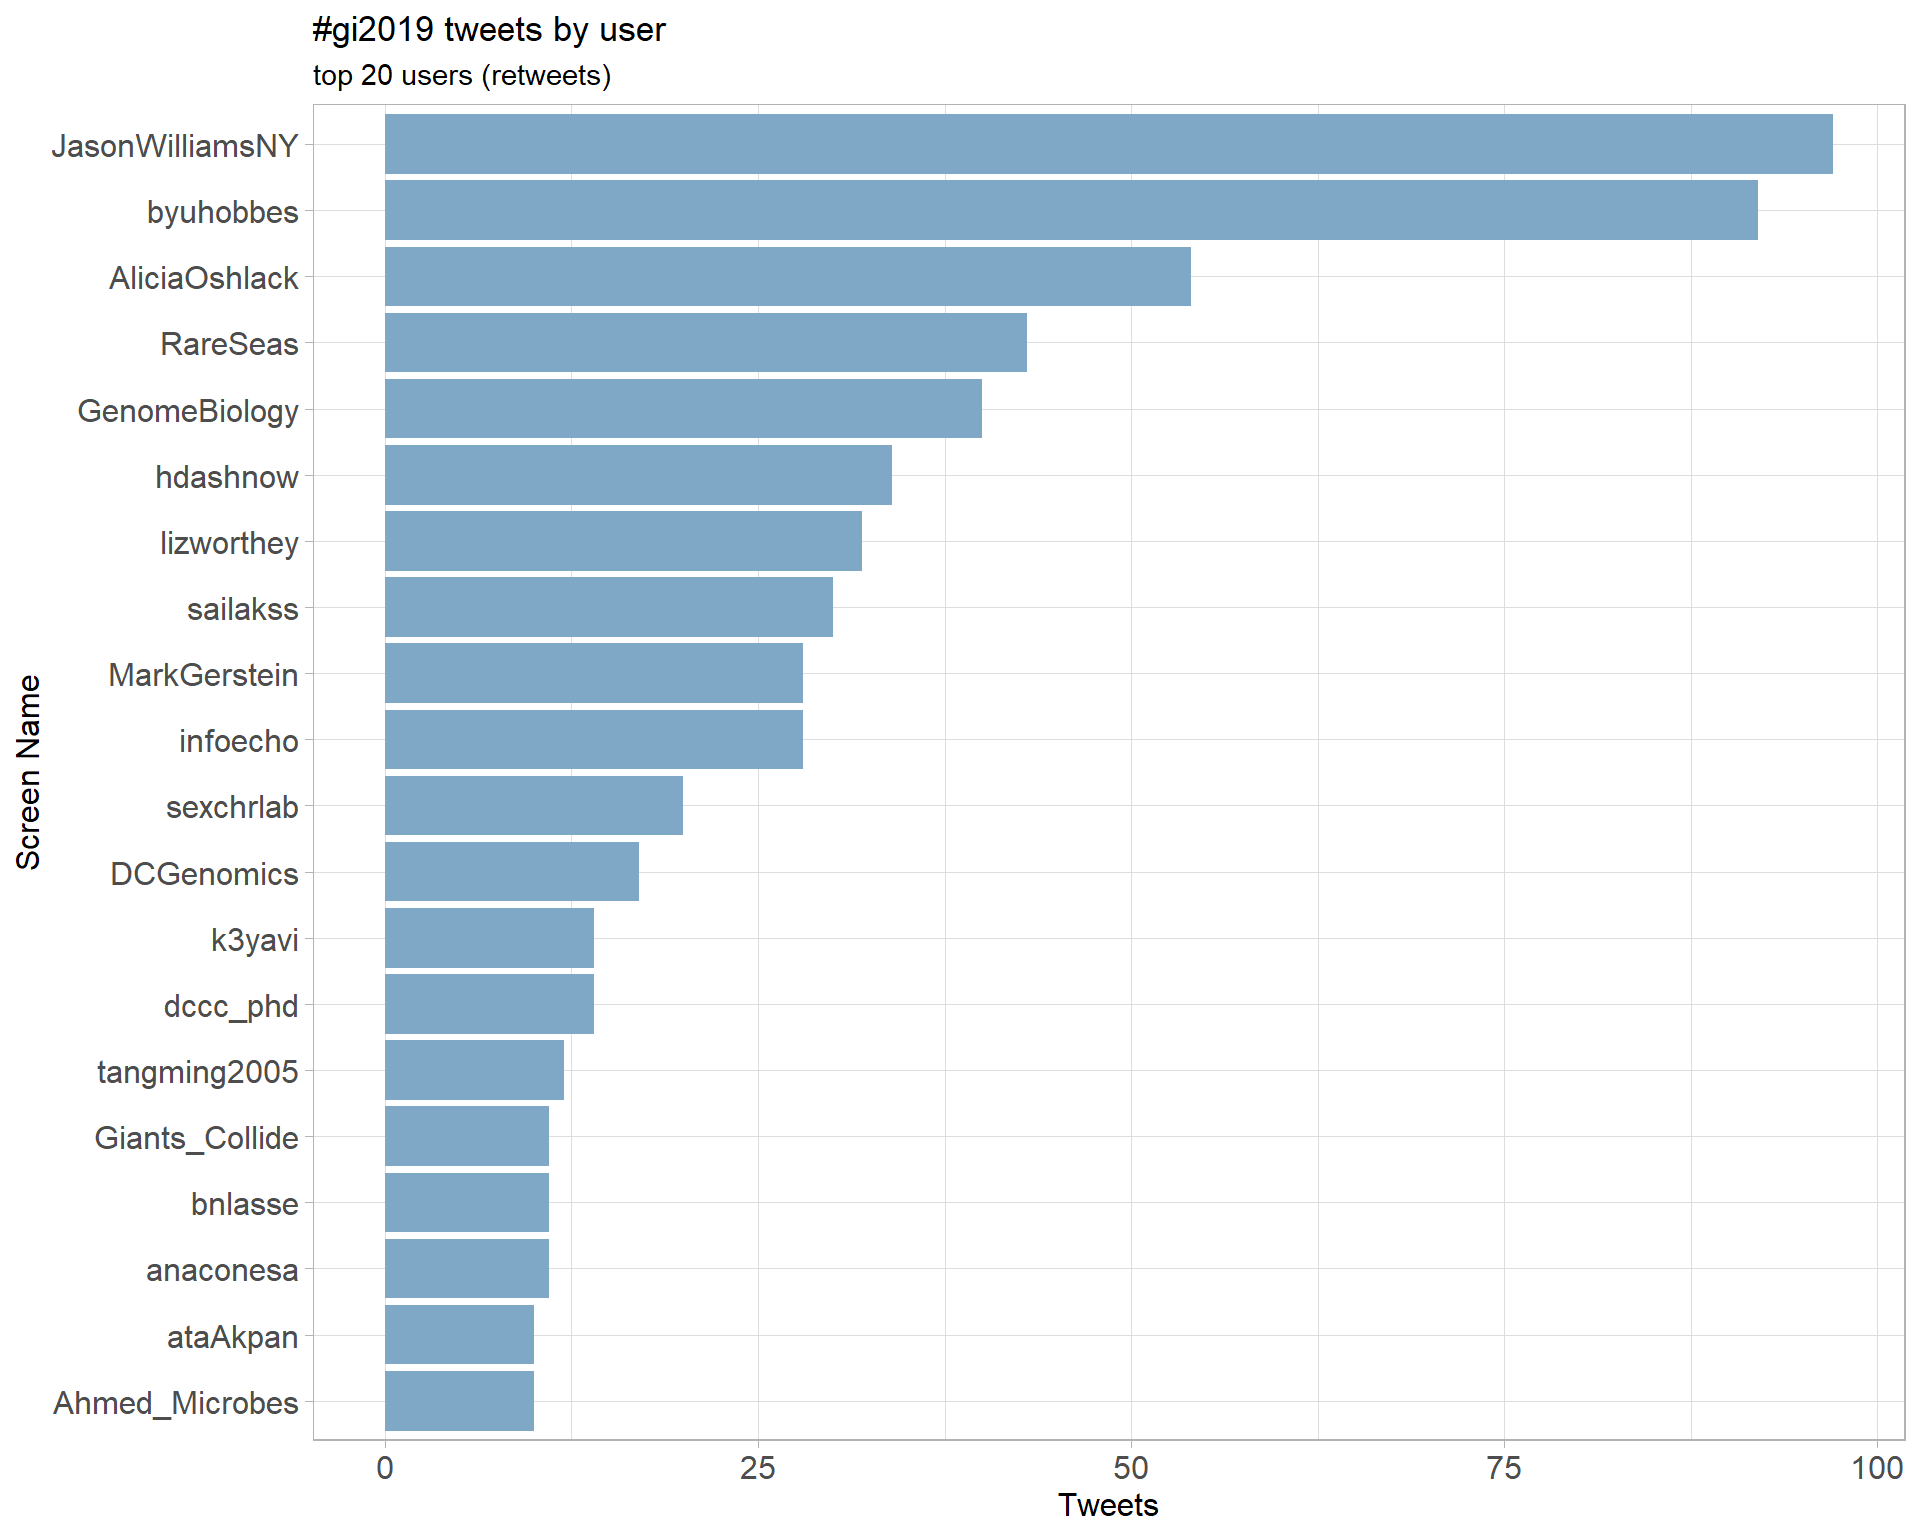 #gi2019 tweets by user
top 20 users (retweets)
JasonWilliamsNY
byuhobbes
AliciaOshlack
RareSeas
GenomeBiology
hdashnow
lizworthey
sailakss
MarkGerstein
infoecho
sexchrlab
DCGenomics
k3yavi
dccc_phd
tangming2005
Giants_Collide
bnlasse
anaconesa
ataAkpan
Ahmed_Microbes
Screen Name
0 25 50 75 100
Tweets